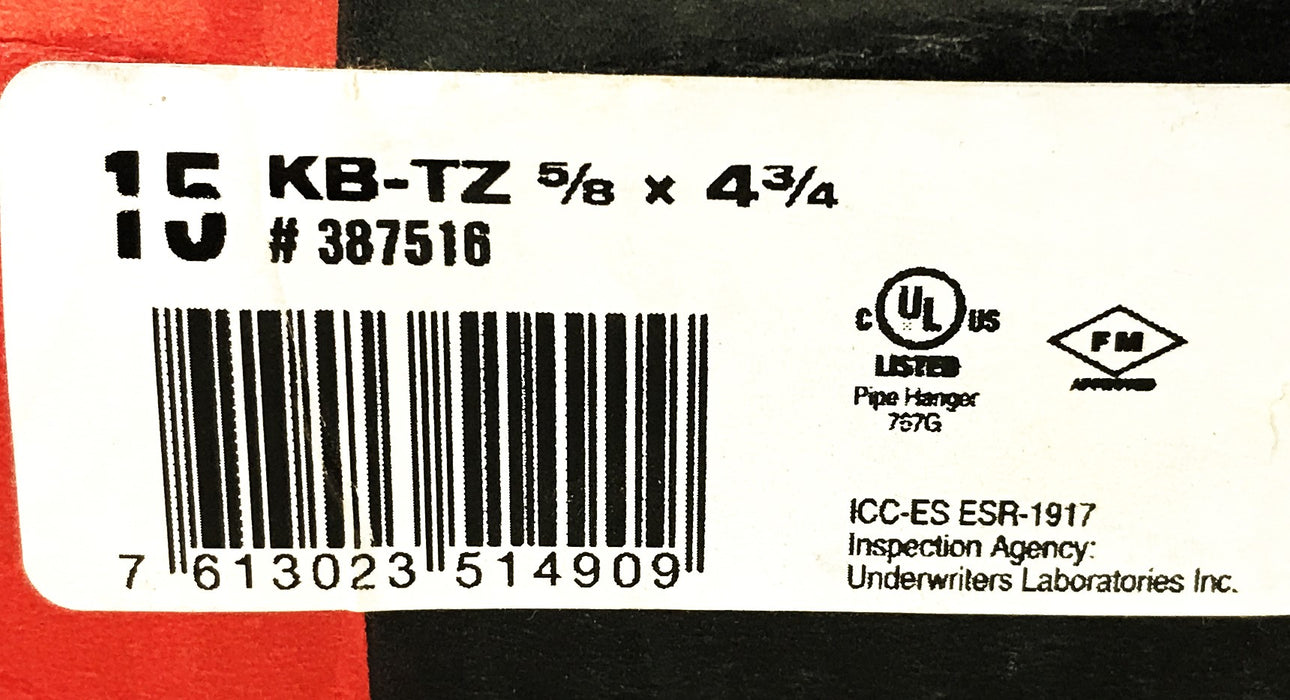 15 KB-TZ 5/8 x 4 3/4
# 387516
UL
C US
LISTED
Pipe Hanger
767G
FM
APPROVED
7 613023 514909
ICC-ES ESR-1917
Inspection Agency:
Underwriters Laboratories Inc.